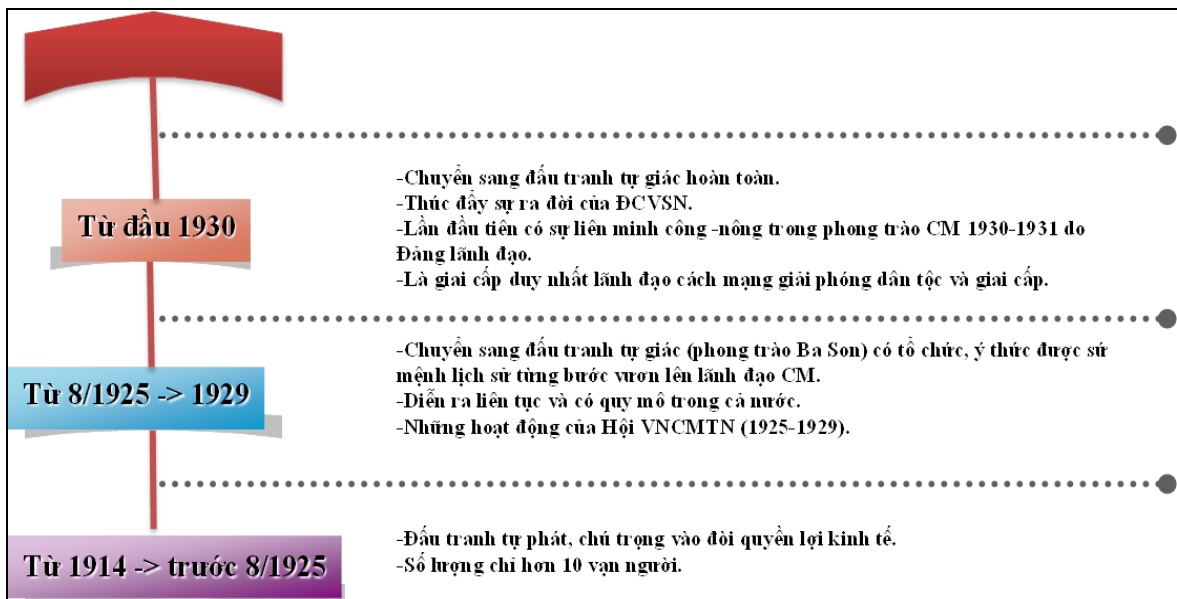 Từ đầu 1930
-Chuyển sang đấu tranh tự giác hoàn toàn.
-Thúc đẩy sự ra đời của ĐCVSN.
-Lần đầu tiên có sự liên minh công -nông trong phong trào CM 1930-1931 do
Đảng lãnh đạo.
-Là giai cấp duy nhất lãnh đạo cách mạng giải phóng dân tộc và giai cấp.
Từ 8/1925 -> 1929
-Chuyển sang đấu tranh tự giác (phong trào Ba Son) có tổ chức, ý thức được sứ
mệnh lịch sử từng bước vươn lên lãnh đạo CM.
-Diễn ra liên tục và có quy mô trong cả nước.
-Những hoạt động của Hội VNCMTN (1925-1929).
Từ 1914 -> trước 8/1925
-Đấu tranh tự phát, chú trọng vào đòi quyền lợi kinh tế.
-Số lượng chỉ hơn 10 vạn người.